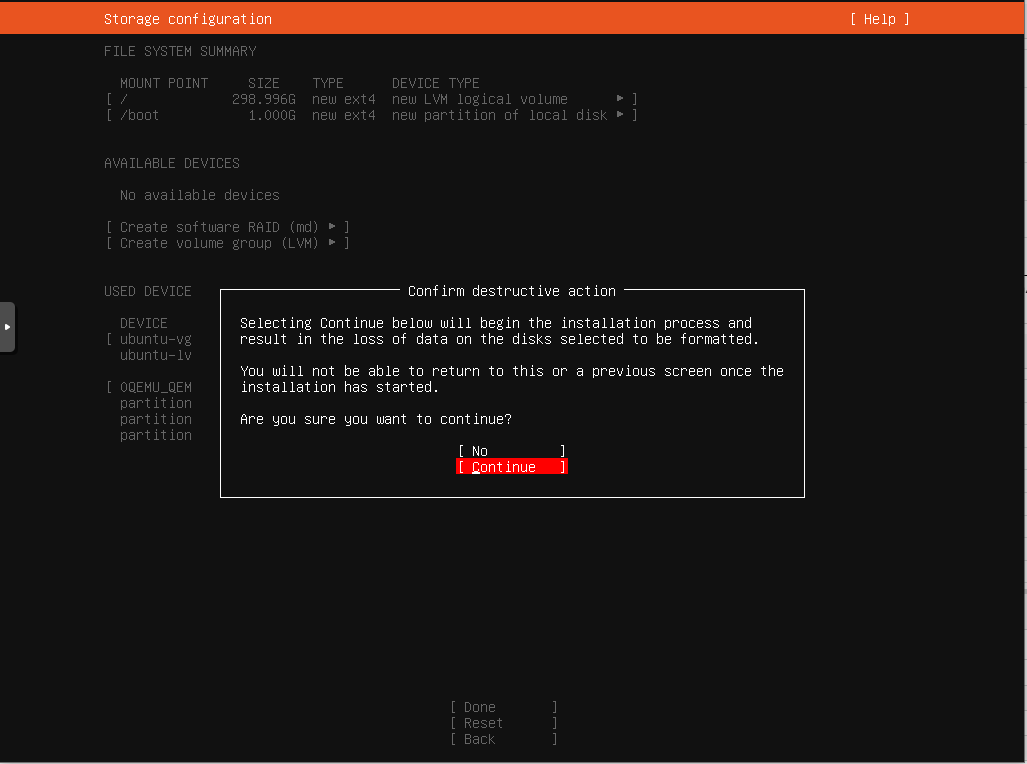 Storage configuration [ Help ]
FILE SYSTEM SUMMARY
MOUNT POINT SIZE TYPE DEVICE TYPE
[ / 298.996G new ext4 new LVM logical volume ▸ ]
[ /boot 1.000G new ext4 new partition of local disk ▸ ]
AVAILABLE DEVICES
No available devices
[ Create software RAID (md) ▸ ]
[ Create volume group (LVM) ▸ ]
USED DEVICE
DEVICE
[ ubuntu-vg
ubuntu-lv
[ 0QEMU_QEM
partition
partition
partition
Confirm destructive action
Selecting Continue below will begin the installation process and
result in the loss of data on the disks selected to be formatted.
You will not be able to return to this or a previous screen once the
installation has started.
Are you sure you want to continue?
[ No ]
[ Continue ]
[ Done ]
[ Reset ]
[ Back ]